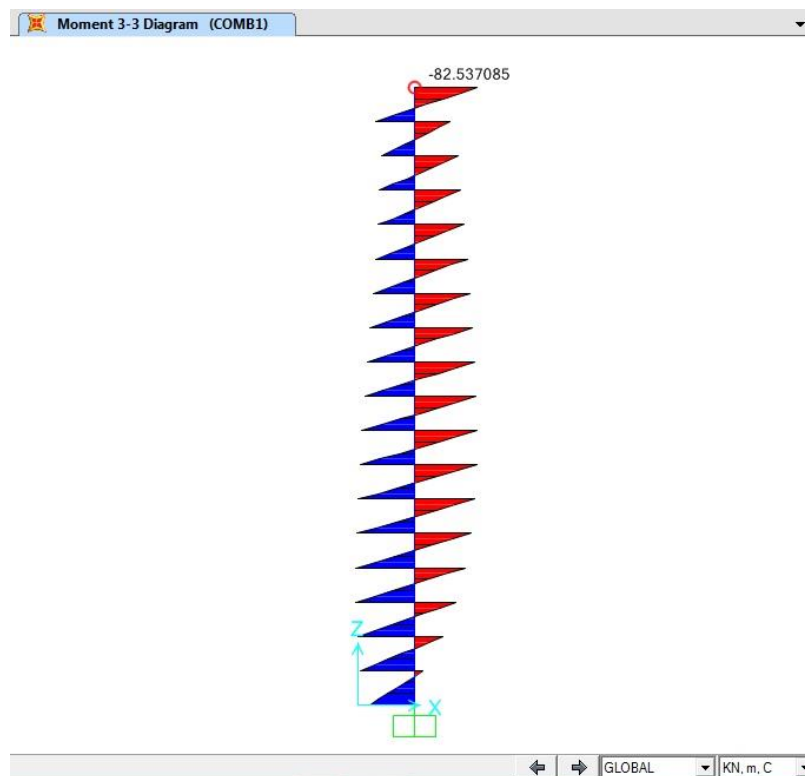 Moment 3-3 Diagram (COMB1)
-82.537085
Z
X
GLOBAL
KN, m, C